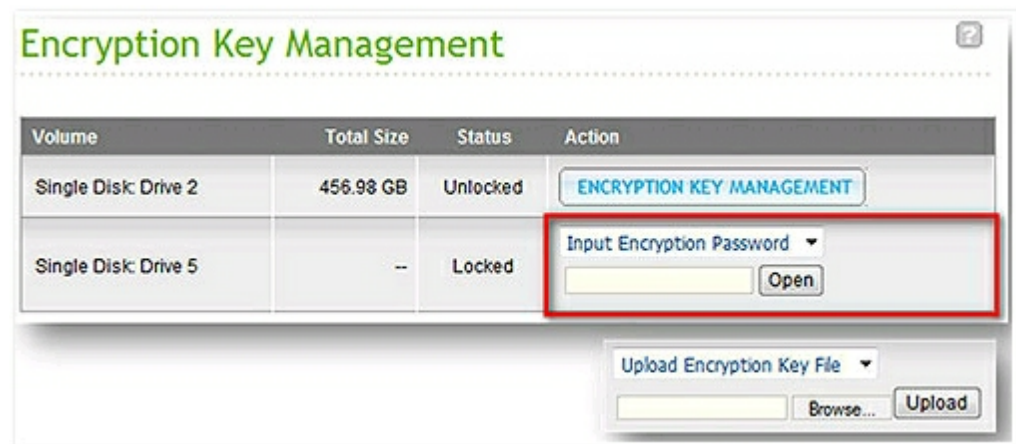 Encryption Key Management
?
Volume Total Size Status Action
Single Disk: Drive 2 456.98 GB Unlocked ENCRYPTION KEY MANAGEMENT
Single Disk: Drive 5 -- Locked Input Encryption Password
Open
Upload Encryption Key File
Browse... Upload